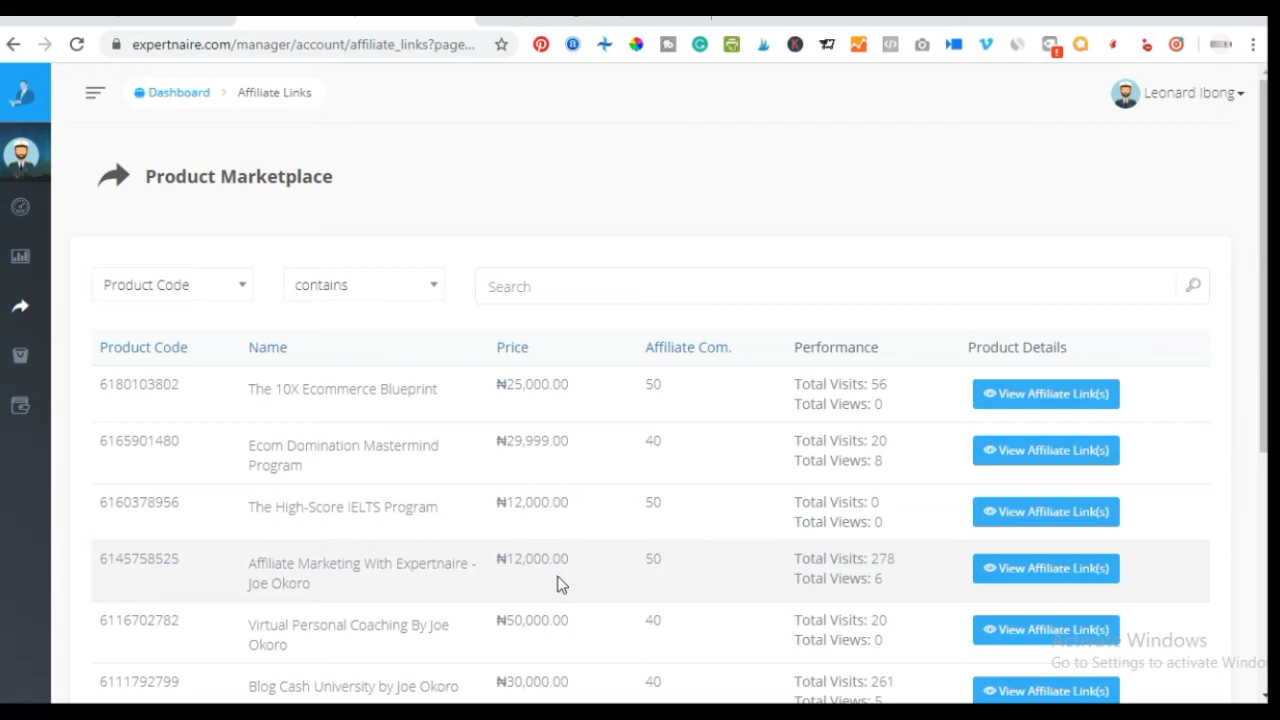 expertnaire.com/manager/account/affiliate_links?page...
Dashboard > Affiliate Links
Leonard Ibong
Product Marketplace
Product Code
contains
Search
Product Code Name Price Affiliate Com. Performance Product Details
6180103802 The 10X Ecommerce Blueprint ₦25,000.00 50 Total Visits: 56 View Affiliate Link(s)
Total Views: 0
6165901480 Ecom Domination Mastermind ₦29,999.00 40 Total Visits: 20 View Affiliate Link(s)
Program Total Views: 8
6160378956 The High-Score IELTS Program ₦12,000.00 50 Total Visits: 0 View Affiliate Link(s)
Total Views: 0
6145758525 Affiliate Marketing With Expertnaire - ₦12,000.00 50 Total Visits: 278 View Affiliate Link(s)
Joe Okoro Total Views: 6
6116702782 Virtual Personal Coaching By Joe ₦50,000.00 40 Total Visits: 20 View Affiliate Link(s)
Okoro Total Views: 0
6111792799 Blog Cash University by Joe Okoro ₦30,000.00 40 Total Visits: 261 View Affiliate Link(s)
Total Views: 5
Activate Windows
Go to Settings to activate Windo